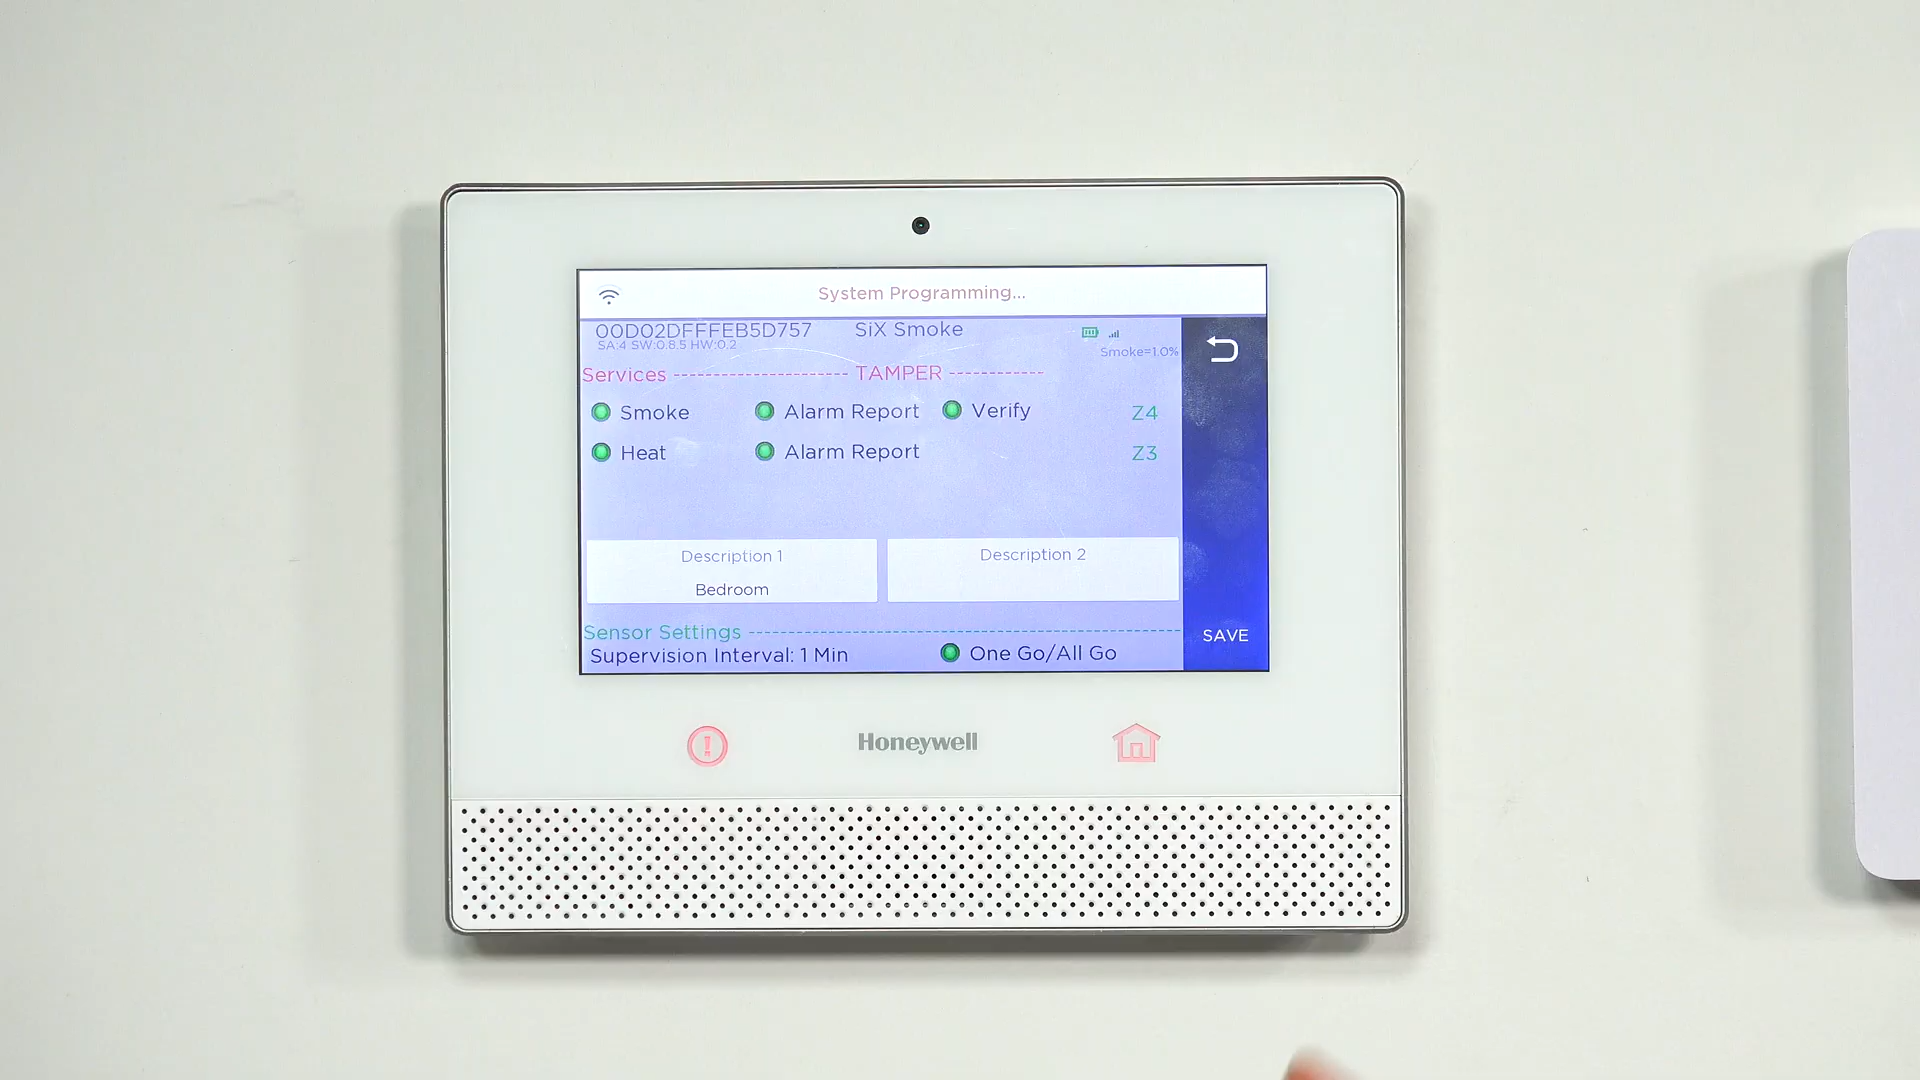 System Programming...
00D02DFFFEB5D757 SiX Smoke
SA:4 SW:0.8.5 HW:0.2
Smoke=1.0%
Services --------------------- TAMPER ------------
Smoke Alarm Report Verify Z4
Heat Alarm Report Z3
Description 1 Description 2
Bedroom
Sensor Settings
SAVE
Supervision Interval: 1 Min One Go/All Go
Honeywell